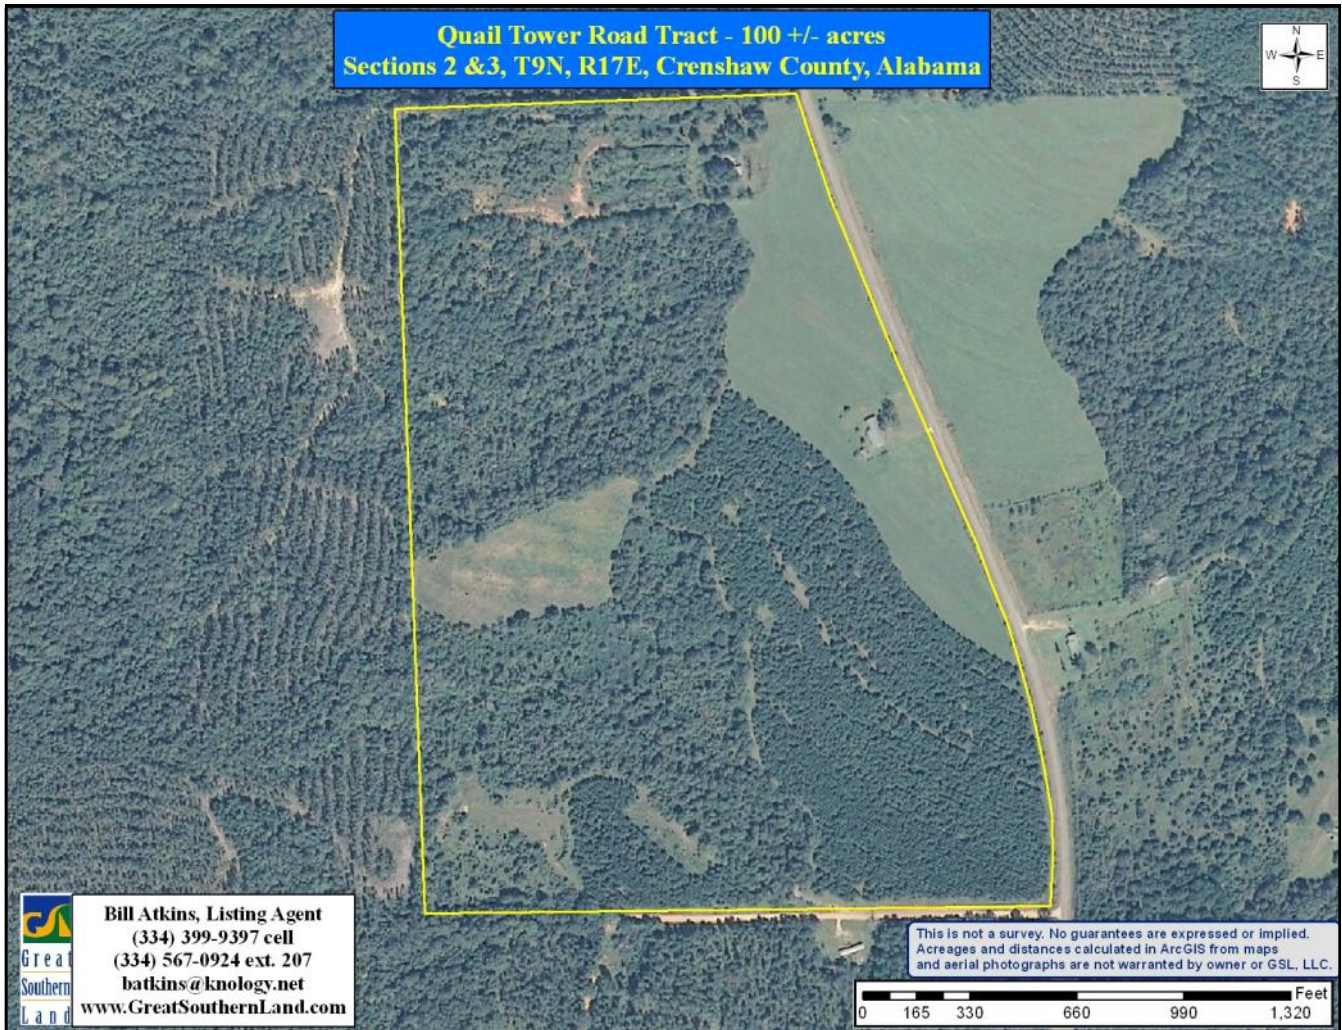 Quail Tower Road Tract - 100 +/- acres
Sections 2 &3, T9N, R17E, Crenshaw County, Alabama
N
W E
S
Great
Southern
Land
Bill Atkins, Listing Agent
(334) 399-9397 cell
(334) 567-0924 ext. 207
batkins@knology.net
www.GreatSouthernLand.com
This is not a survey. No guarantees are expressed or implied.
Acreages and distances calculated in ArcGIS from maps
and aerial photographs are not warranted by owner or GSL, LLC.
Feet
0 165 330 660 990 1,320